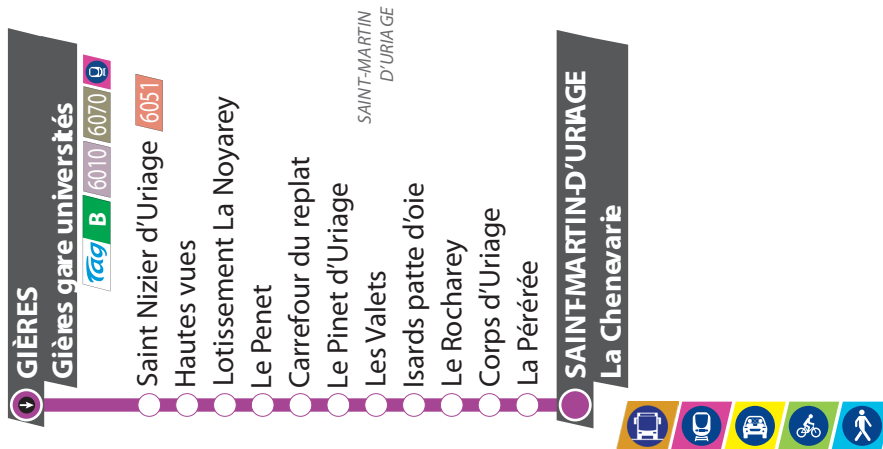 GIÈRES
Gières gare universités
Tag B 6010 6070
Saint Nizier d'Uriage 6051
Hautes vues
Lotissement La Noyarey
Le Penet
Carrefour du replat
Le Pinet d'Uriage
SAINT-MARTIN
D'URIAGE
Les Valets
Isards patte d'oie
Le Rocharey
Corps d'Uriage
La Pérérée
SAINT-MARTIN-D'URIAGE
La Chenevarie